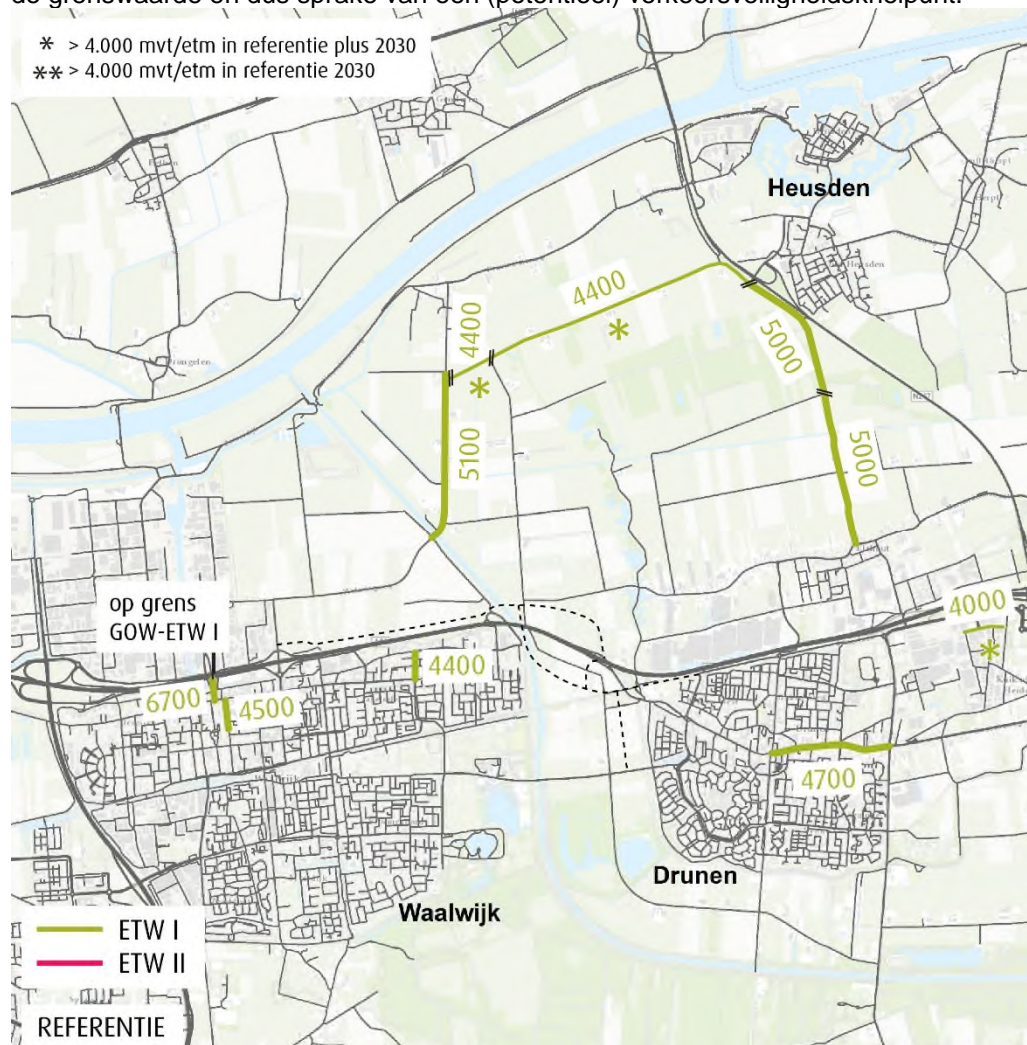 de grenswaarde en dus sprake van een (potentieel) verkeersveiligheidsknelpunt.
* > 4.000 mvt/etm in referentie plus 2030
** > 4.000 mvt/etm in referentie 2030
Heusden
4400
*
4400
*
5000
5100
5000
op grens
GOW-ETW I
4000
*
6700
4500
4400
4700
Drunen
Waalwijk
ETW I
ETW II
REFERENTIE